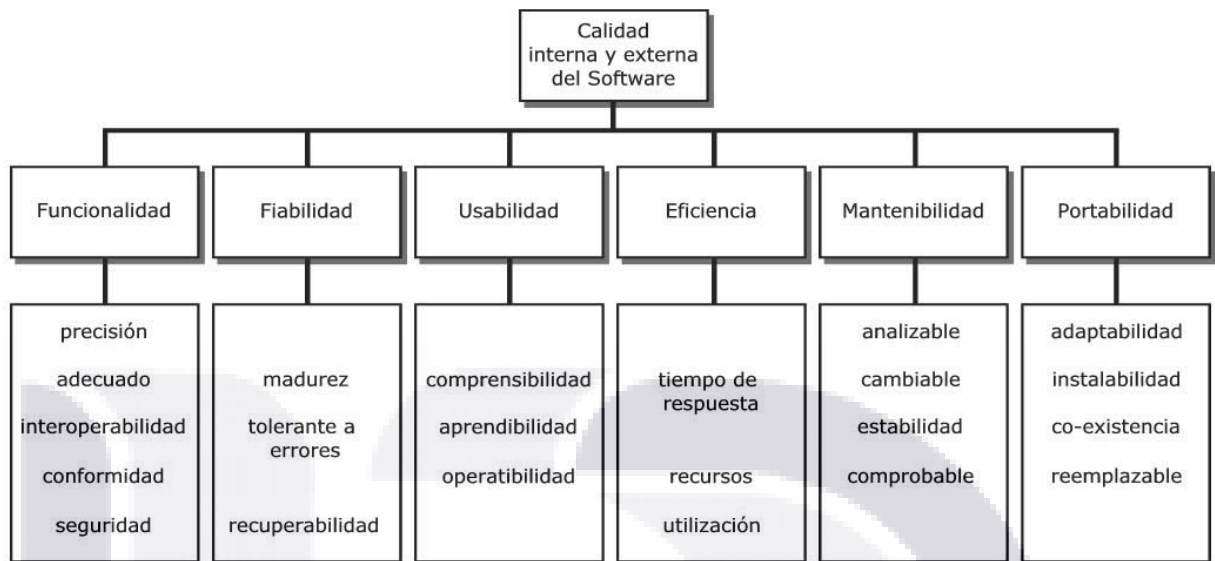 Calidad
interna y externa
del Software
Funcionalidad
Fiabilidad
Usabilidad
Eficiencia
Mantenibilidad
Portabilidad
precisión
adecuado
interoperabilidad
conformidad
seguridad
madurez
tolerante a
errores
recuperabilidad
comprensibilidad
aprendibilidad
operatibilidad
tiempo de
respuesta
recursos
utilización
analizable
cambiable
estabilidad
comprobable
adaptabilidad
instalabilidad
co-existencia
reemplazable